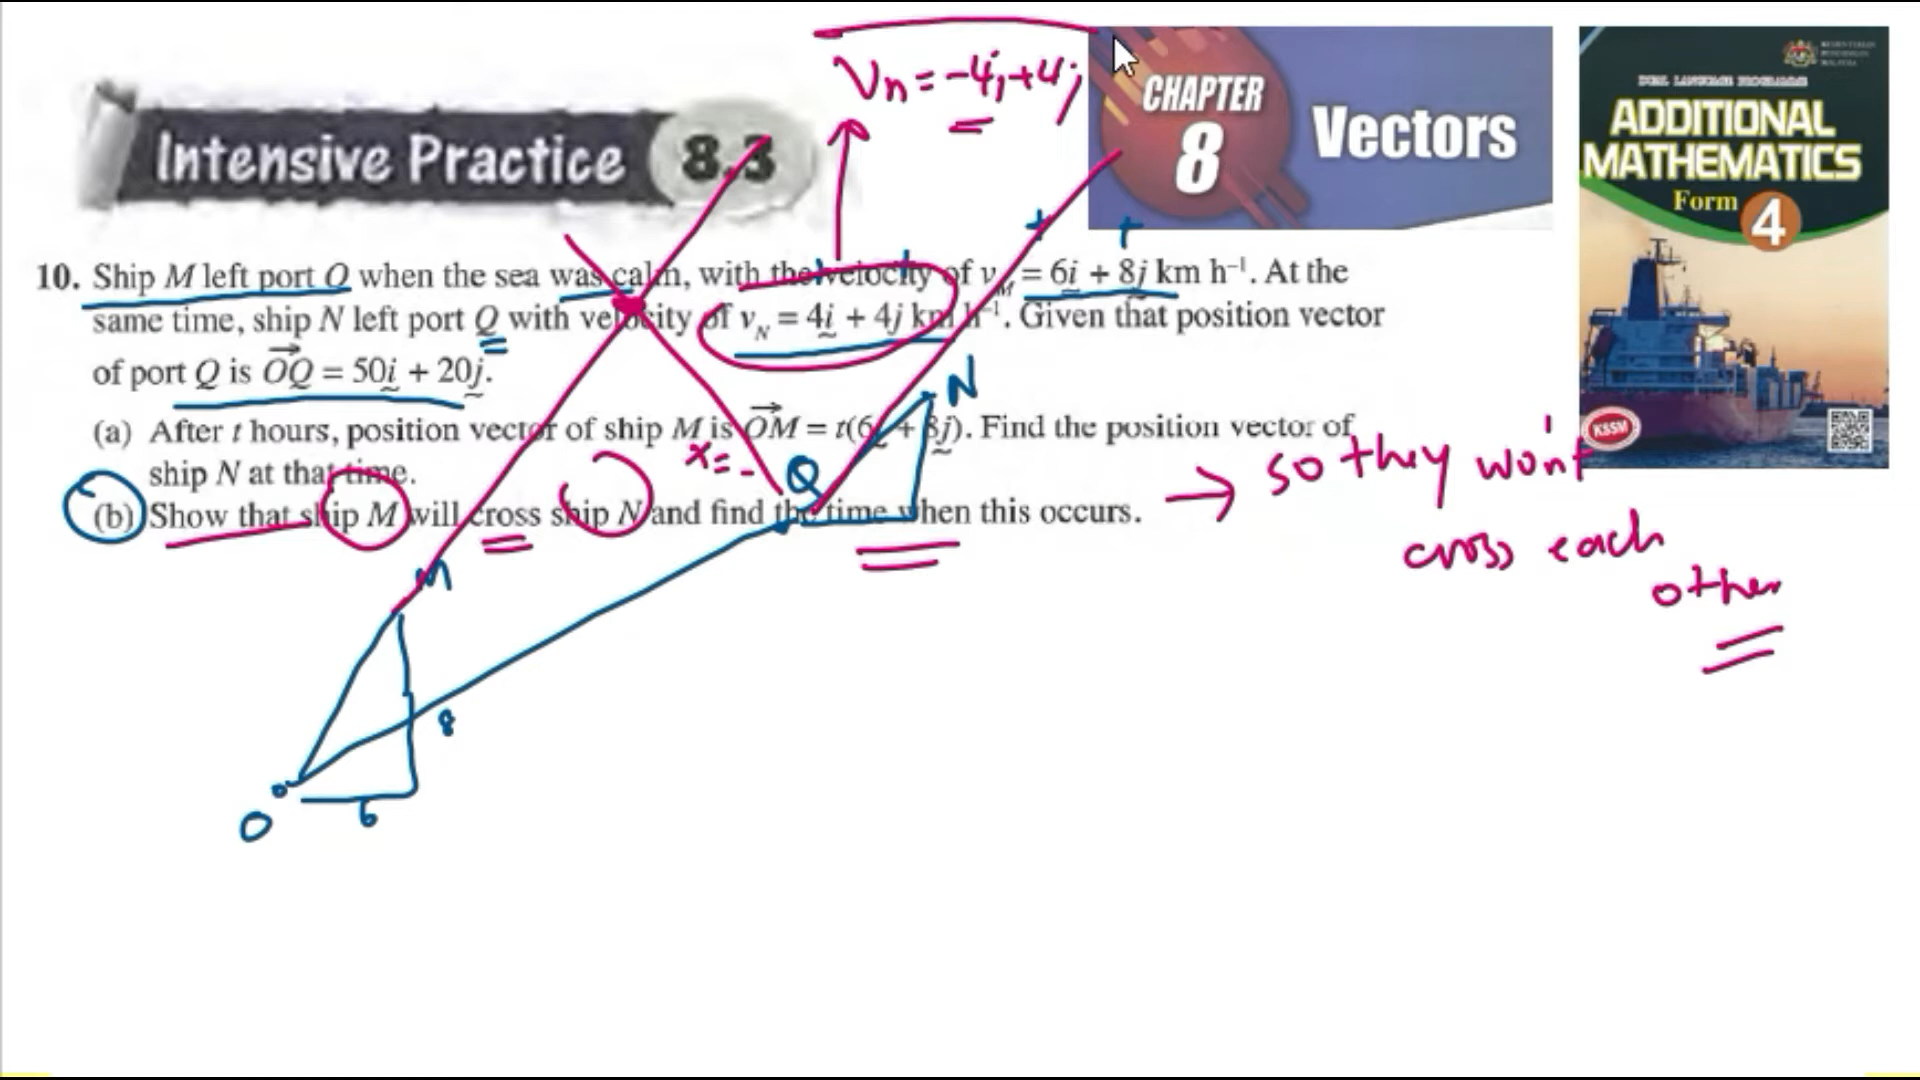 Vn = -4i + 4j
Intensive Practice 8.3
CHAPTER
8
Vectors
DUAL LANGUAGE PROGRAMME
ADDITIONAL
MATHEMATICS
Form 4
KSSM
+ +
10. Ship M left port O when the sea was calm, with the velocity of v = 6i + 8j km h⁻¹. At the
same time, ship N left port Q with velocity of v_N = 4i + 4j km h⁻¹. Given that position vector
of port Q is OQ = 50i + 20j.
N
(a) After t hours, position vector of ship M is OM = t(6i + 8j). Find the position vector of
ship N at that time.
x = -
Q
(b) Show that ship M will cross ship N and find the time when this occurs.
→ so they won't
cross each
other
M
8
O
6